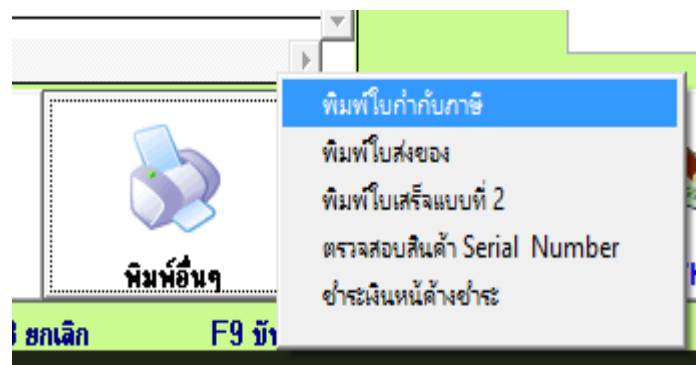 พิมพ์ใบกำกับภาษี
พิมพ์ใบส่งของ
พิมพ์ใบเสร็จแบบที่ 2
ตรวจสอบสินค้า Serial Number
ชำระเงินหนี้ค้างชำระ
พิมพ์อื่นๆ
ยกเลิก
F9